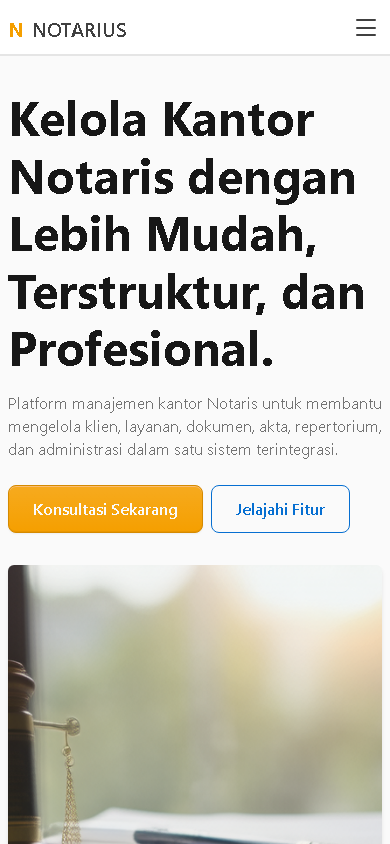 N NOTARIUS
Kelola Kantor
Notaris dengan
Lebih Mudah,
Terstruktur, dan
Profesional.
Platform manajemen kantor Notaris untuk membantu
mengelola klien, layanan, dokumen, akta, repertorium,
dan administrasi dalam satu sistem terintegrasi.
Konsultasi Sekarang
Jelajahi Fitur